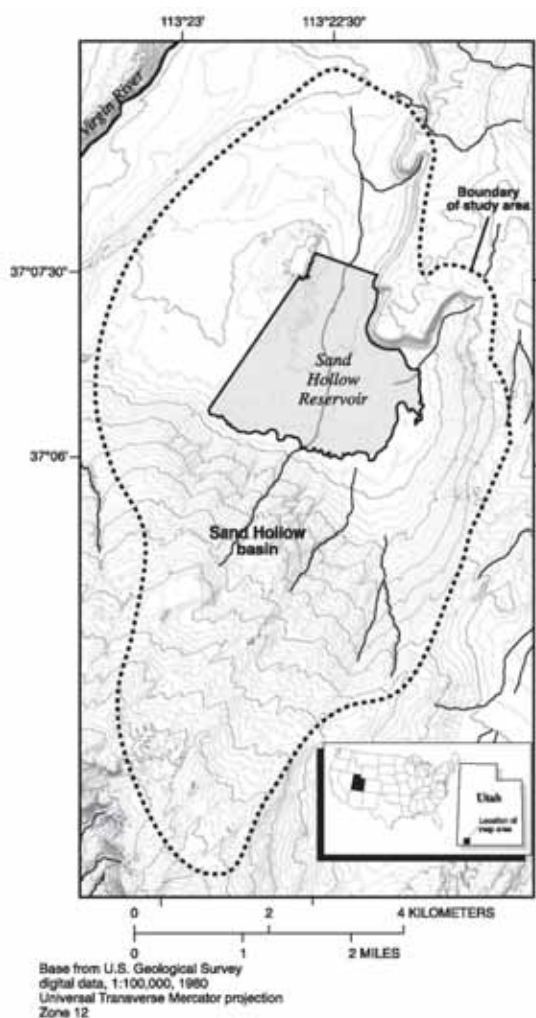 113°23' 113°22'30"
Virgin River
Boundary
of study area
37°07'30"
Sand
Hollow
Reservoir
37°06'
Sand Hollow
basin
Utah
Location of
map area
0 2 4 KILOMETERS
0 1 2 MILES
Base from U.S. Geological Survey
digital data, 1:100,000, 1980
Universal Transverse Mercator projection
Zone 12